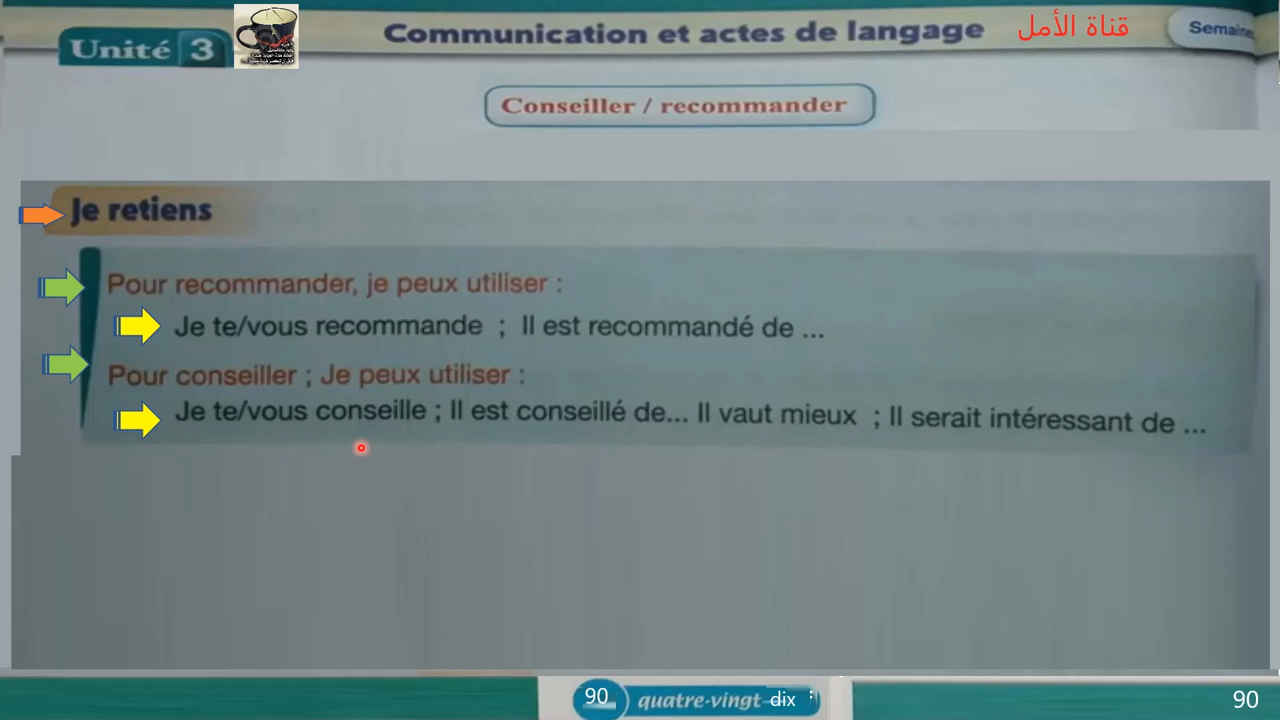 Unité 3
Communication et actes de langage
قناة الأمل
Conseiller / recommander
Je retiens
Pour recommander, je peux utiliser :
Je te/vous recommande ; Il est recommandé de ...
Pour conseiller ; Je peux utiliser :
Je te/vous conseille ; Il est conseillé de... Il vaut mieux ; Il serait intéressant de ...
90 quatre-vingt-dix
90